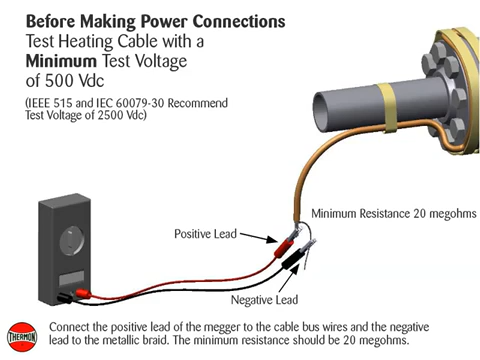 Before Making Power Connections
Test Heating Cable with a
Minimum Test Voltage
of 500 Vdc
(IEEE 515 and IEC 60079-30 Recommend
Test Voltage of 2500 Vdc)
Minimum Resistance 20 megohms
Positive Lead
Negative Lead
THERMON
Connect the positive lead of the megger to the cable bus wires and the negative
lead to the metallic braid. The minimum resistance should be 20 megohms.